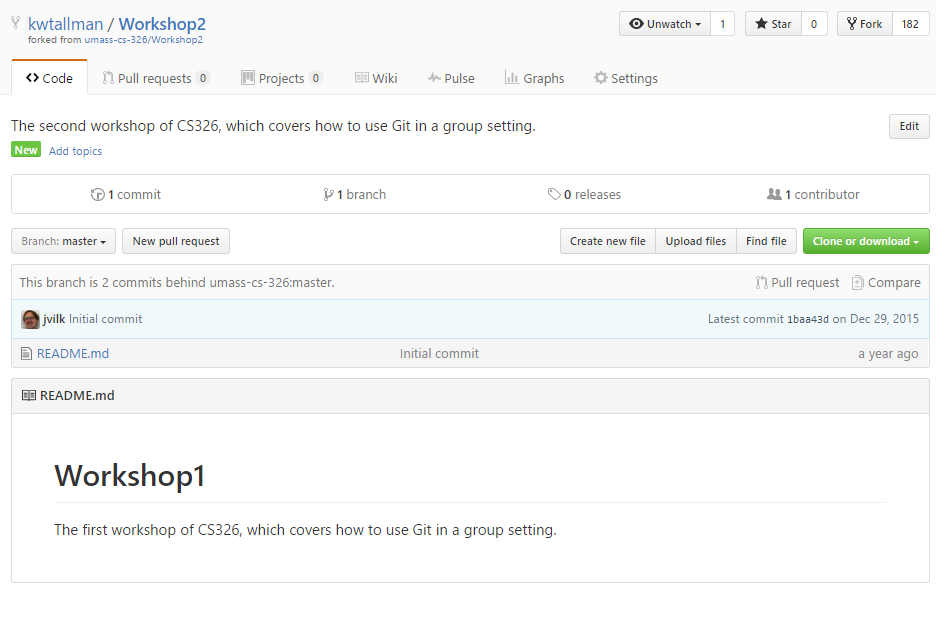 kwtallman / Workshop2
Unwatch 1 Star 0 Fork 182
forked from umass-cs-326/Workshop2
Code Pull requests 0 Projects 0 Wiki Pulse Graphs Settings
The second workshop of CS326, which covers how to use Git in a group setting.
Edit
New Add topics
1 commit 1 branch 0 releases 1 contributor
Branch: master New pull request Create new file Upload files Find file Clone or download
This branch is 2 commits behind umass-cs-326:master. Pull request Compare
jvilk Initial commit Latest commit 1baa43d on Dec 29, 2015
README.md Initial commit a year ago
README.md
Workshop1
The first workshop of CS326, which covers how to use Git in a group setting.